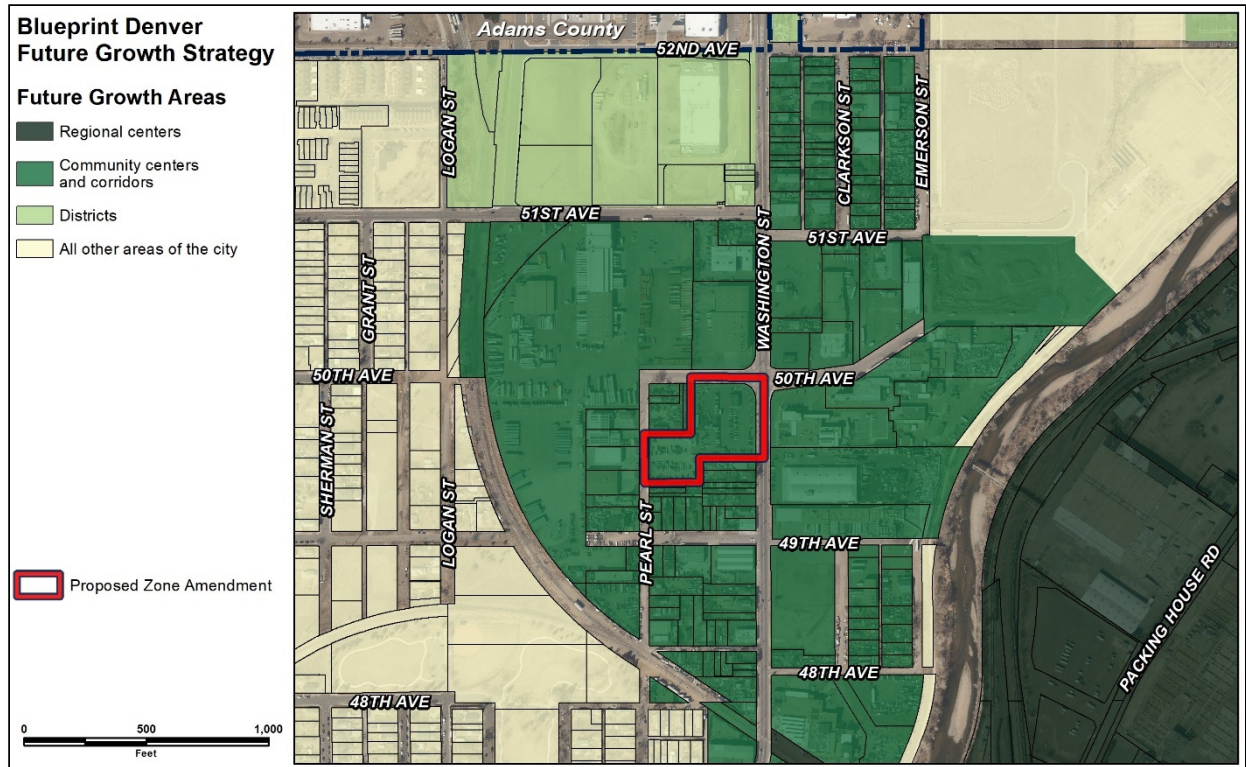 Blueprint Denver
Future Growth Strategy
Future Growth Areas
Regional centers
Community centers
and corridors
Districts
All other areas of the city
Proposed Zone Amendment
0 500 1,000
Feet
Adams County
52ND AVE
LOGAN ST
CLARKSON ST
EMERSON ST
51ST AVE
51ST AVE
WASHINGTON ST
GRANT ST
50TH AVE
50TH AVE
SHERMAN ST
LOGAN ST
PEARL ST
49TH AVE
PACKING HOUSE RD
48TH AVE
48TH AVE